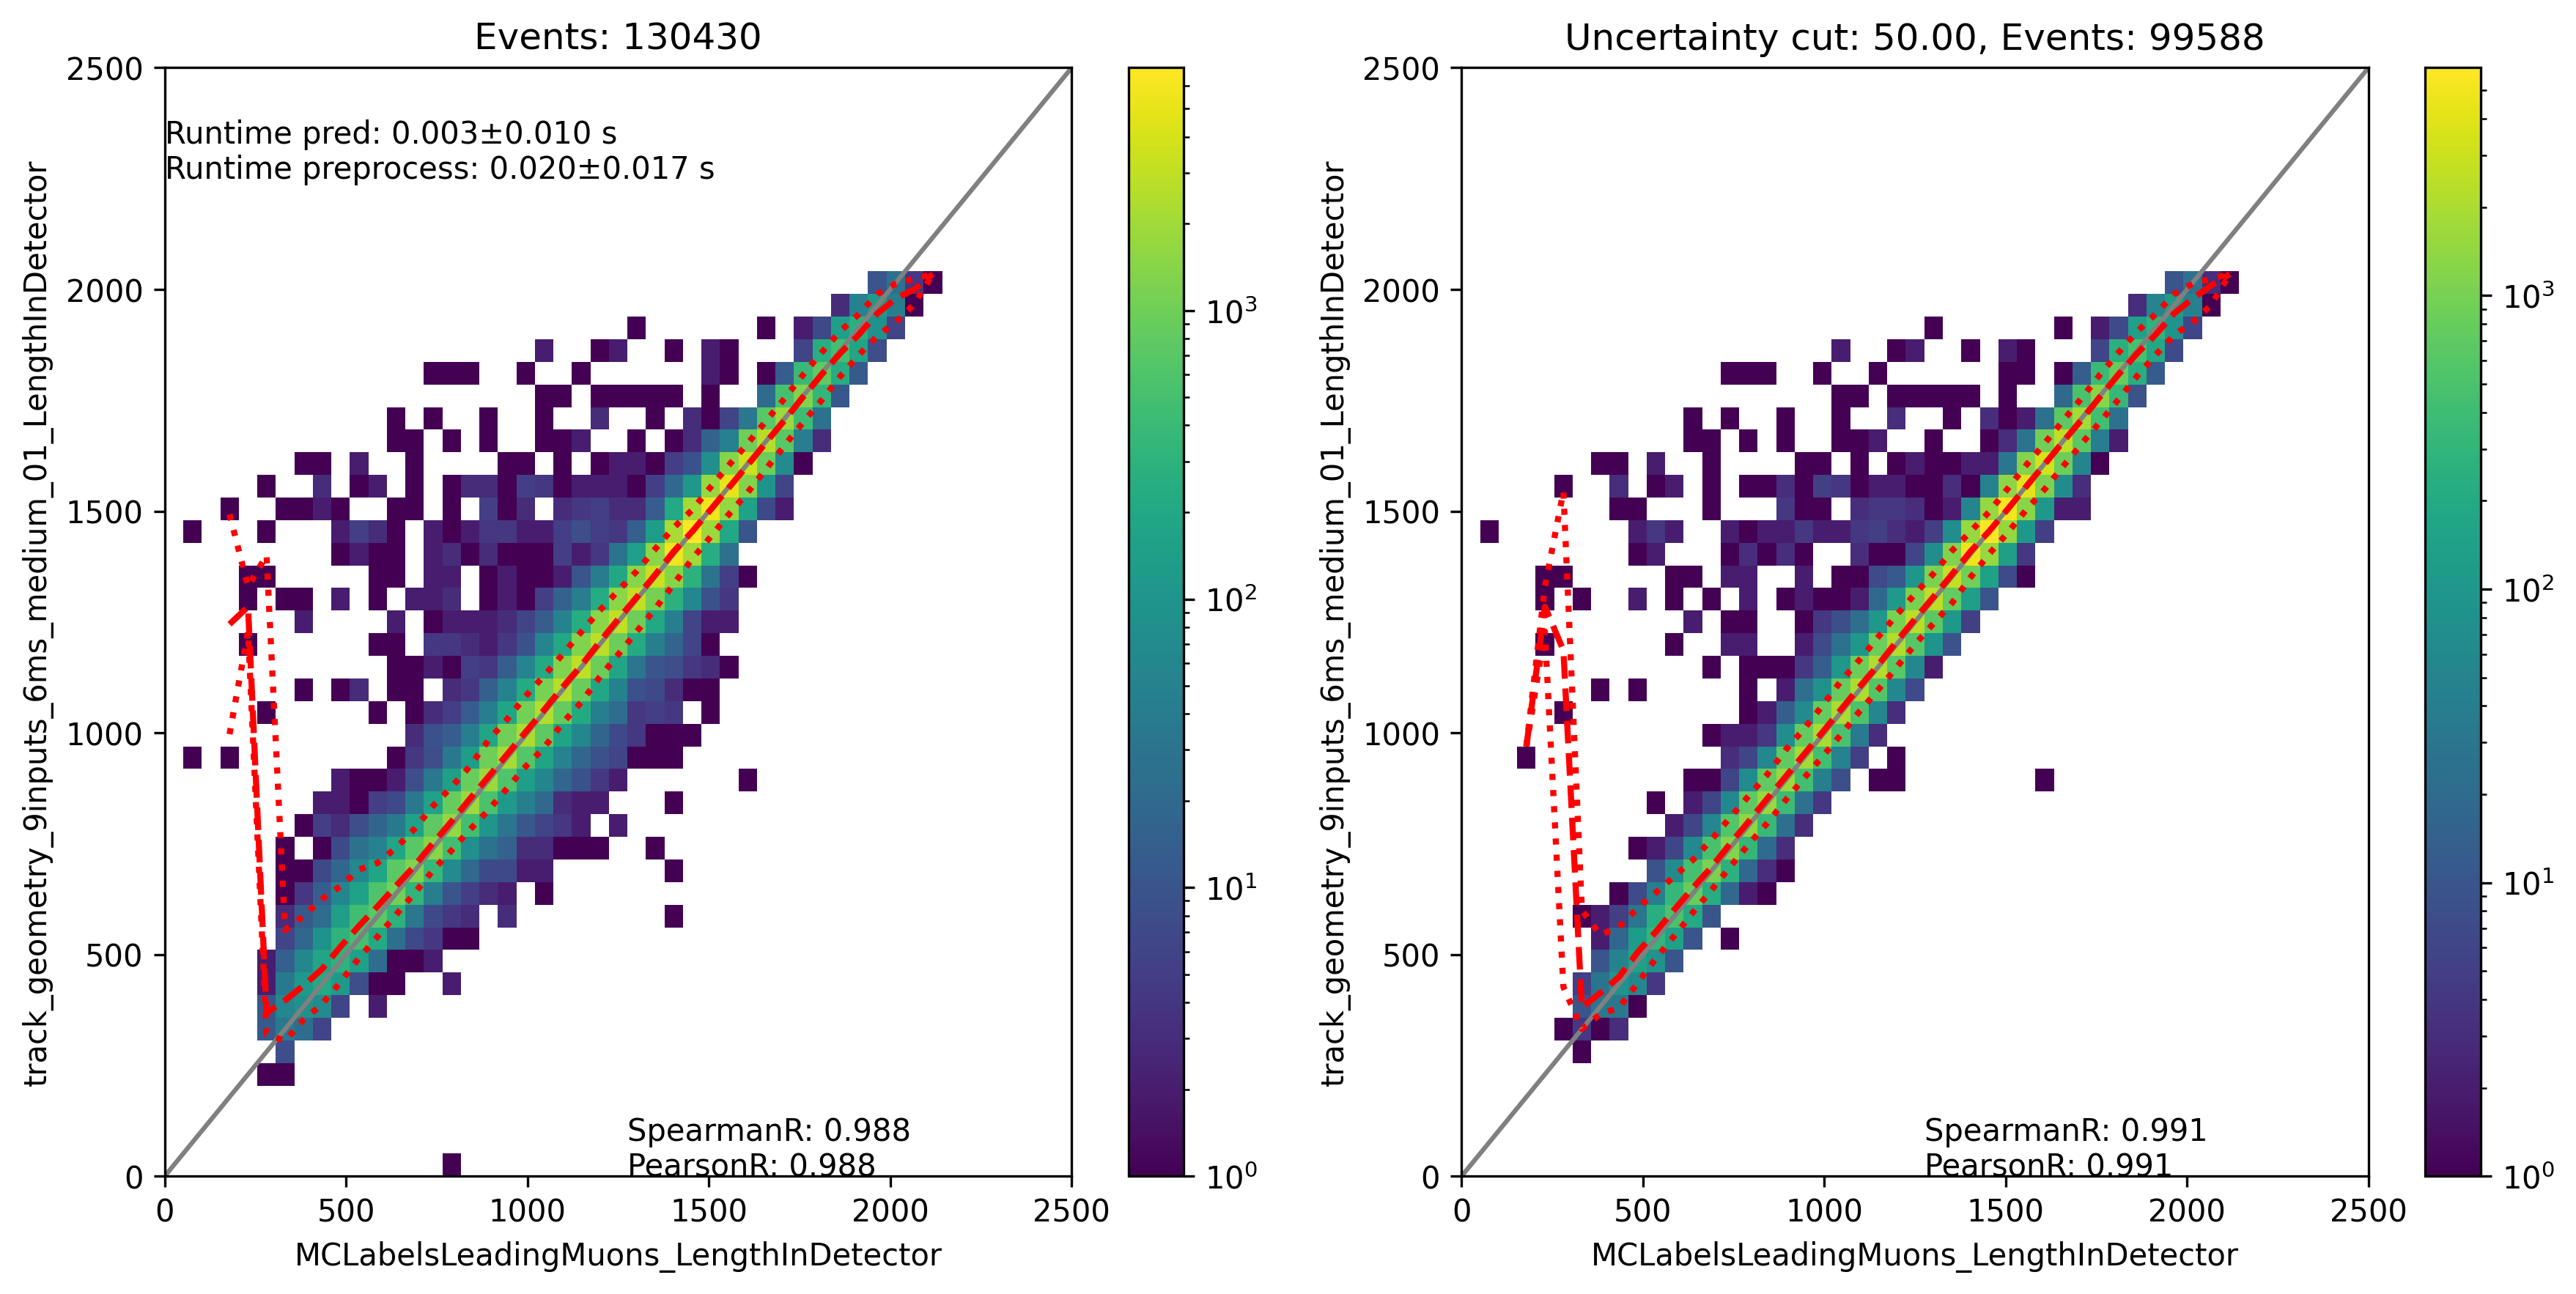 Events: 130430
2500
2000
1500
1000
500
0
track_geometry_9inputs_6ms_medium_01_LengthInDetector
Runtime pred: 0.003±0.010 s
Runtime preprocess: 0.020±0.017 s
SpearmanR: 0.988
PearsonR: 0.988
0 500 1000 1500 2000 2500
MCLabelsLeadingMuons_LengthInDetector
10³
10²
10¹
10⁰
Uncertainty cut: 50.00, Events: 99588
2500
2000
1500
1000
500
0
track_geometry_9inputs_6ms_medium_01_LengthInDetector
SpearmanR: 0.991
PearsonR: 0.991
0 500 1000 1500 2000 2500
MCLabelsLeadingMuons_LengthInDetector
10³
10²
10¹
10⁰